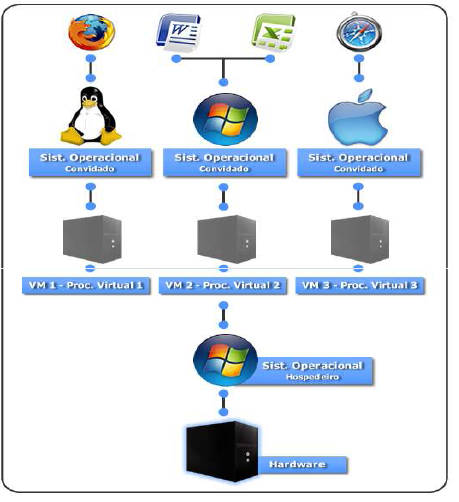 Sist. Operacional
Convidado
Sist. Operacional
Convidado
Sist. Operacional
Convidado
VM 1 - Proc. Virtual 1
VM 2 - Proc. Virtual 2
VM 3 - Proc. Virtual 3
Sist. Operacional
Hospedeiro
Hardware